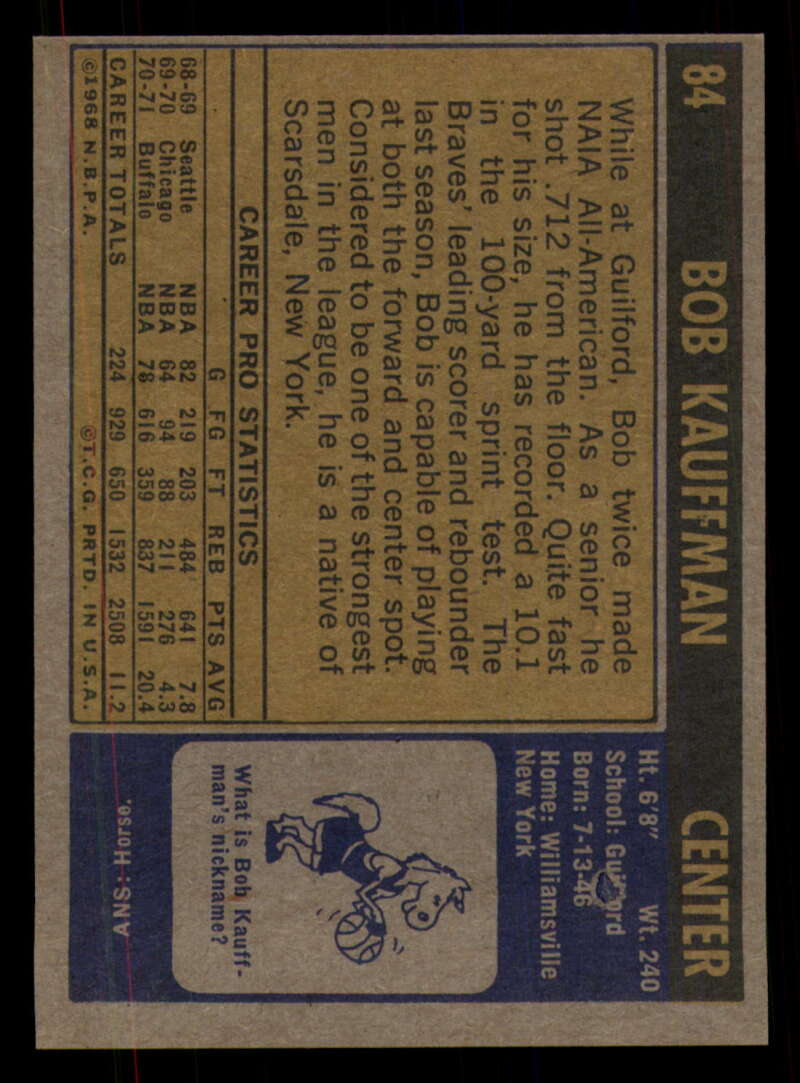 84 BOB KAUFFMAN CENTER
While at Guilford, Bob twice made
NAIA All-American. As a senior he
shot .712 from the floor. Quite fast
for his size, he has recorded a 10.1
in the 100-yard sprint test. The
Braves' leading scorer and rebounder
last season, Bob is capable of playing
at both the forward and center spot.
Considered to be one of the strongest
men in the league, he is a native of
Scarsdale, New York.
CAREER PRO STATISTICS
G FG FT REB PTS AVG
68-69 Seattle NBA 82 219 203 484 641 7.8
69-70 Chicago NBA 64 94 88 211 276 4.3
70-71 Buffalo NBA 78 616 359 837 1591 20.4
CAREER TOTALS 224 929 650 1532 2508 11.2
©1968 N.B.P.A. ©T.C.G. PRTD. IN U.S.A.
Ht. 6'8" Wt. 240
School: Guilford
Born: 7-13-46
Home: Williamsville
New York
What is Bob Kauff-
man's nickname?
ANS: Horse.